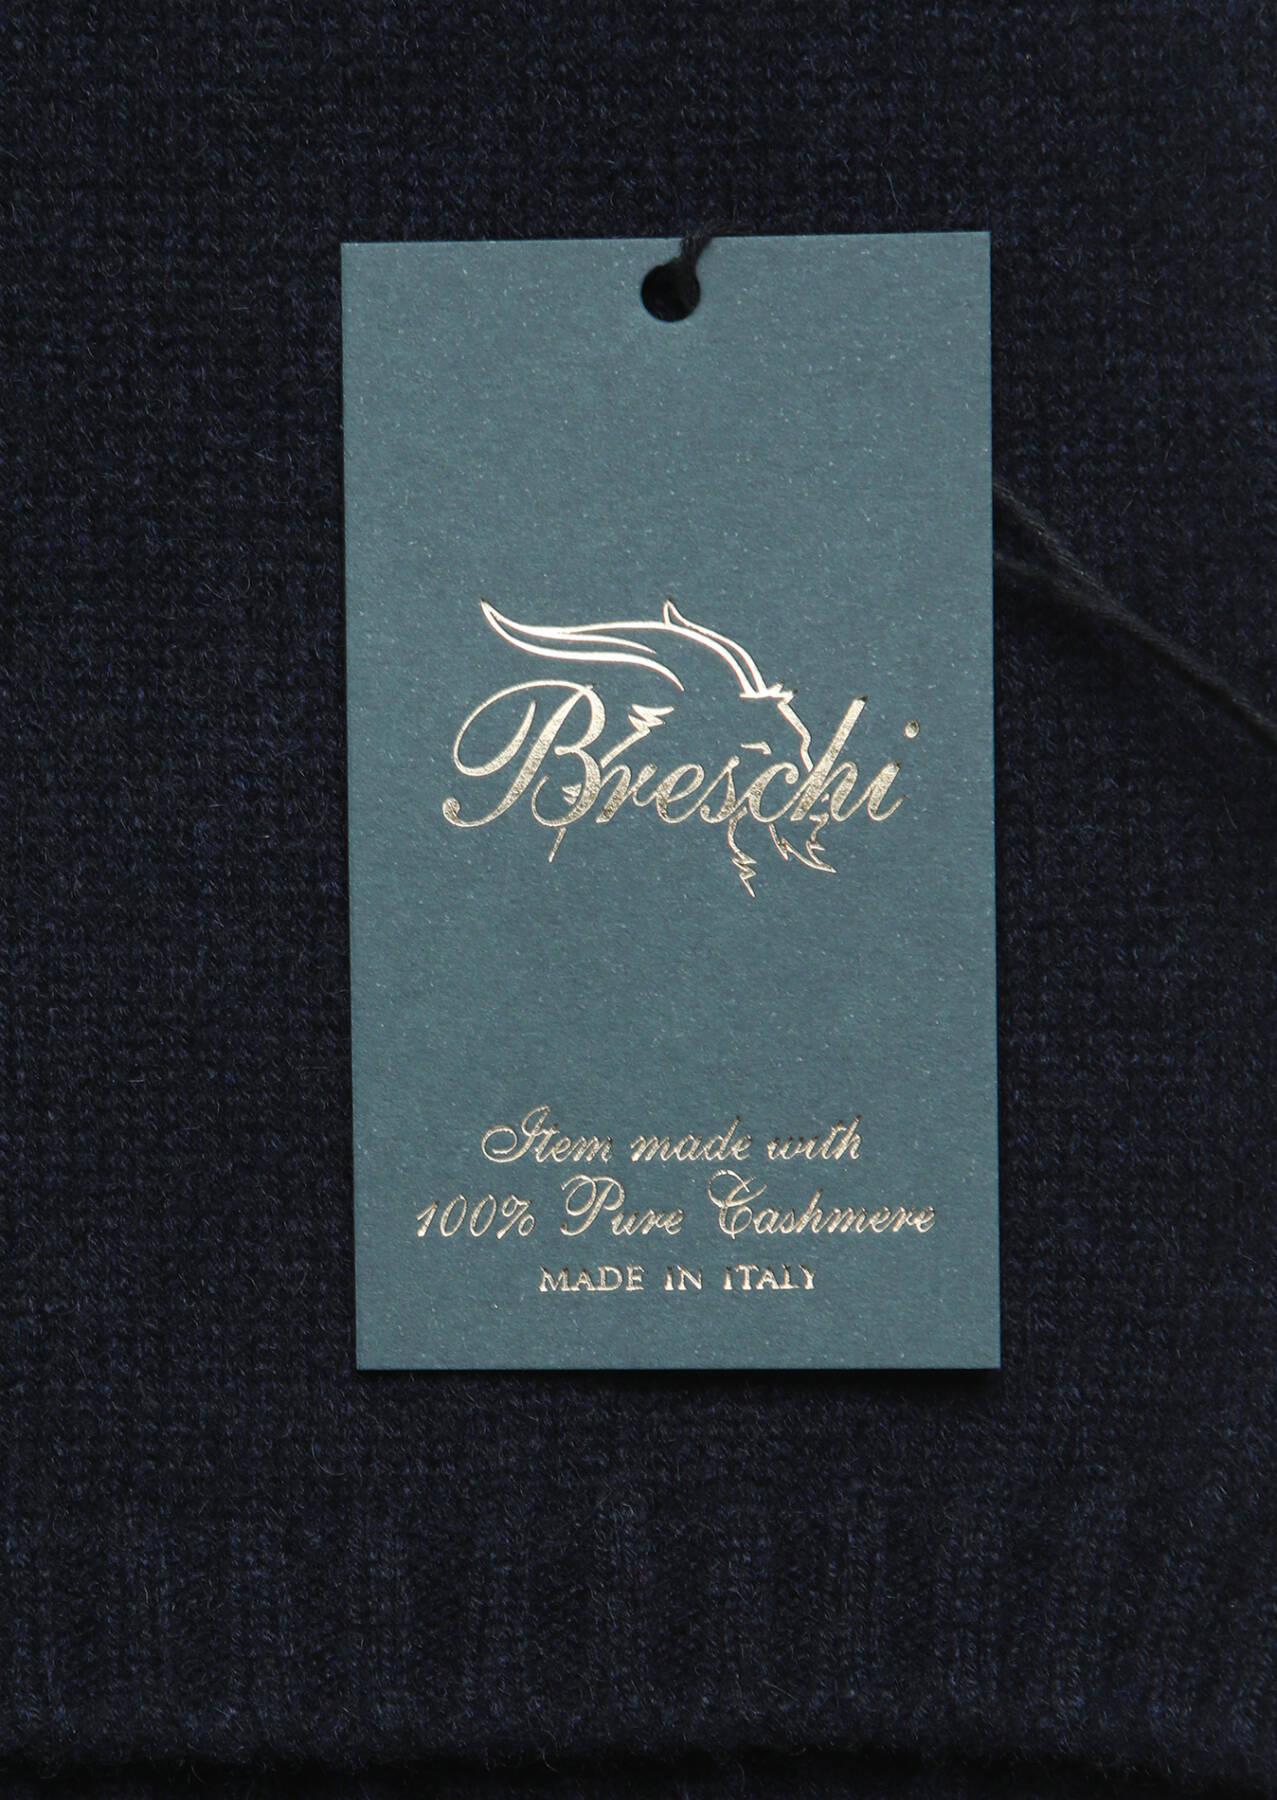 Breschi
Item made with
100% Pure Cashmere
MADE IN ITALY